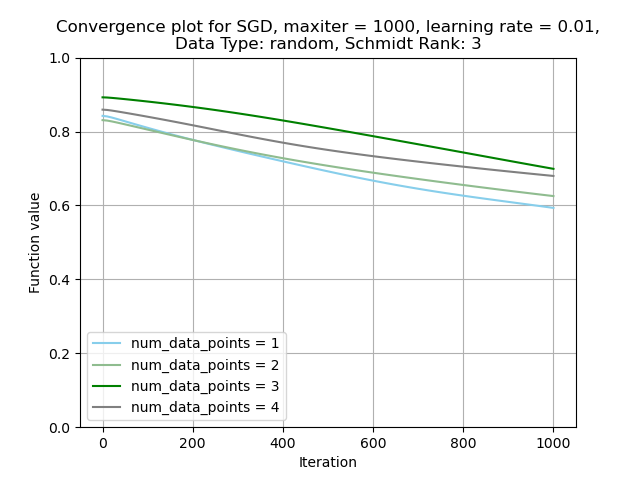 Convergence plot for SGD, maxiter = 1000, learning rate = 0.01,
Data Type: random, Schmidt Rank: 3
1.0
0.8
0.6
0.4
0.2
0.0
Function value
num_data_points = 1
num_data_points = 2
num_data_points = 3
num_data_points = 4
0 200 400 600 800 1000
Iteration